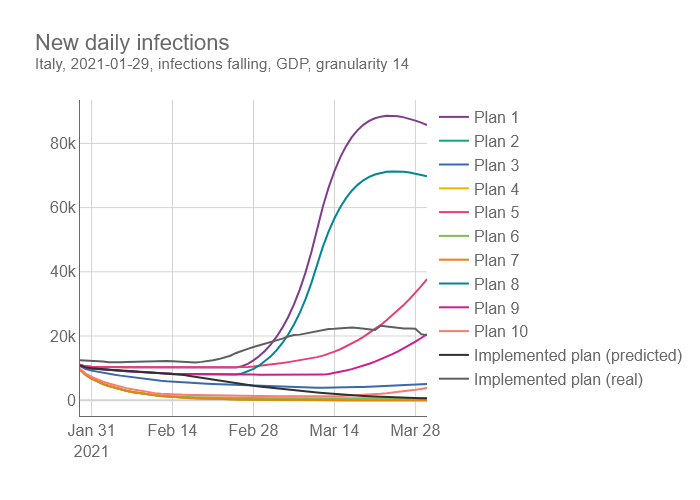 New daily infections
Italy, 2021-01-29, infections falling, GDP, granularity 14
80k
60k
40k
20k
0
Jan 31
2021
Feb 14
Feb 28
Mar 14
Mar 28
Plan 1
Plan 2
Plan 3
Plan 4
Plan 5
Plan 6
Plan 7
Plan 8
Plan 9
Plan 10
Implemented plan (predicted)
Implemented plan (real)